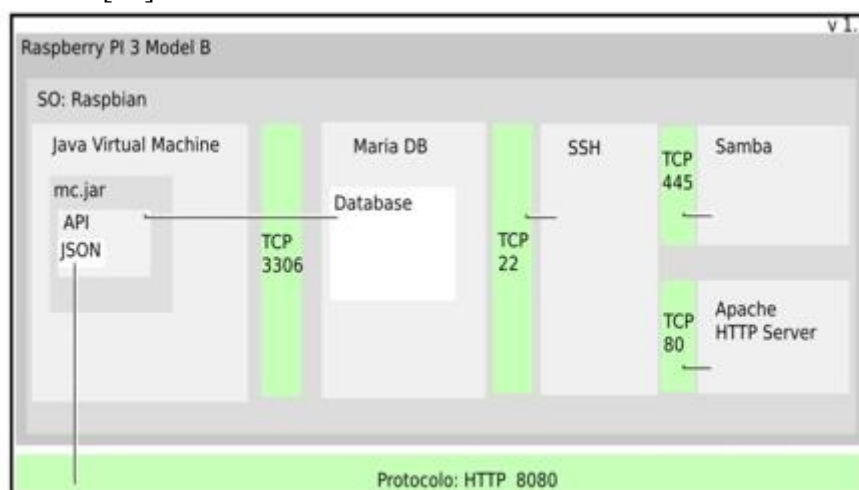 v 1.
Raspberry PI 3 Model B
SO: Raspbian
Java Virtual Machine
mc.jar
API
JSON
TCP
3306
Maria DB
Database
TCP
22
SSH
TCP
445
Samba
TCP
80
Apache
HTTP Server
Protocolo: HTTP 8080